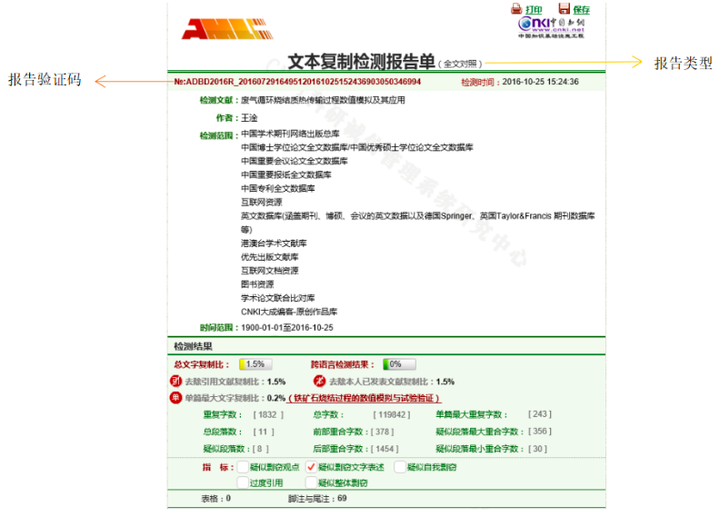 打印 保存
AMLC
Cnki中国知网
www.cnki.net
中国知识基础设施工程
文本复制检测报告单(全文对照)
报告类型
报告验证码
№:ADBD2016R_2016072916495120161025152436903050346994
检测时间:2016-10-25 15:24:36
检测文献:废气循环烧结质热传输过程数值模拟及其应用
作者:王淦
检测范围:中国学术期刊网络出版总库
中国博士学位论文全文数据库/中国优秀硕士学位论文全文数据库
中国重要会议论文全文数据库
中国重要报纸全文数据库
中国专利全文数据库
互联网资源
英文数据库(涵盖期刊、博硕、会议的英文数据以及德国Springer、英国Taylor&Francis 期刊数据库
等)
港澳台学术文献库
优先出版文献库
互联网文档资源
图书资源
学术论文联合比对库
CNKI大成编客-原创作品库
时间范围:1900-01-01至2016-10-25
检测结果
总文字复制比: 1.5% 跨语言检测结果: 0%
去除引用文献复制比:1.5% 去除本人已发表文献复制比:1.5%
单 单篇最大文字复制比:0.2%(铁矿石烧结过程的数值模拟与试验验证)
重复字数: [ 1832 ] 总字数: [ 119842 ] 单篇最大重复字数: [ 243 ]
总段落数: [ 11 ] 前部重合字数: [ 378 ] 疑似段落最大重合字数: [ 356 ]
疑似段落数: [ 8 ] 后部重合字数: [ 1454 ] 疑似段落最小重合字数: [ 30 ]
指 标: 疑似剽窃观点 ✓疑似剽窃文字表述 疑似自我剽窃
过度引用 疑似整体剽窃
表格:0 脚注与尾注:69